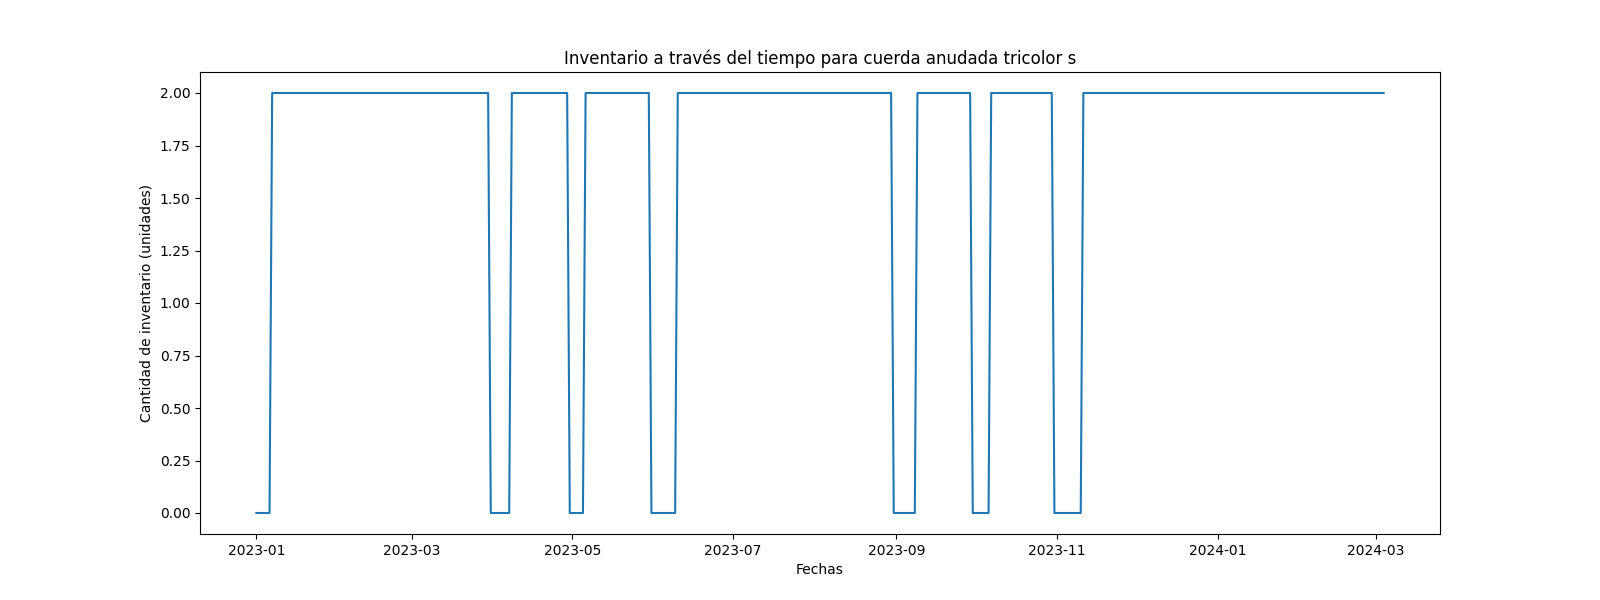 Inventario a través del tiempo para cuerda anudada tricolor s
Cantidad de inventario (unidades)
2.00
1.75
1.50
1.25
1.00
0.75
0.50
0.25
0.00
2023-01 2023-03 2023-05 2023-07 2023-09 2023-11 2024-01 2024-03
Fechas